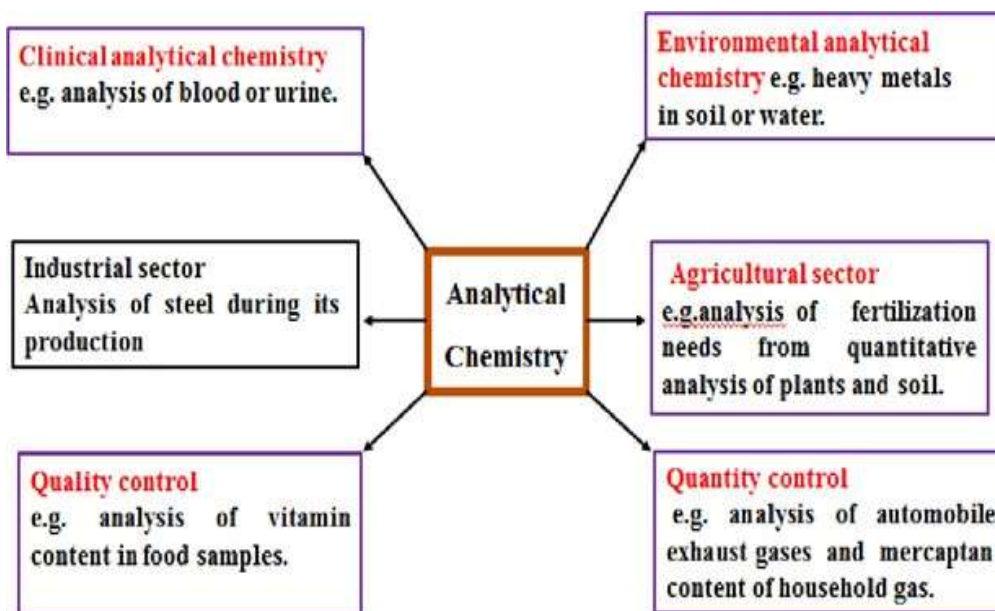 Clinical analytical chemistry
e.g. analysis of blood or urine.
Environmental analytical
chemistry e.g. heavy metals
in soil or water.
Industrial sector
Analysis of steel during its
production
Analytical
Chemistry
Agricultural sector
e.g.analysis of fertilization
needs from quantitative
analysis of plants and soil.
Quality control
e.g. analysis of vitamin
content in food samples.
Quantity control
e.g. analysis of automobile
exhaust gases and mercaptan
content of household gas.